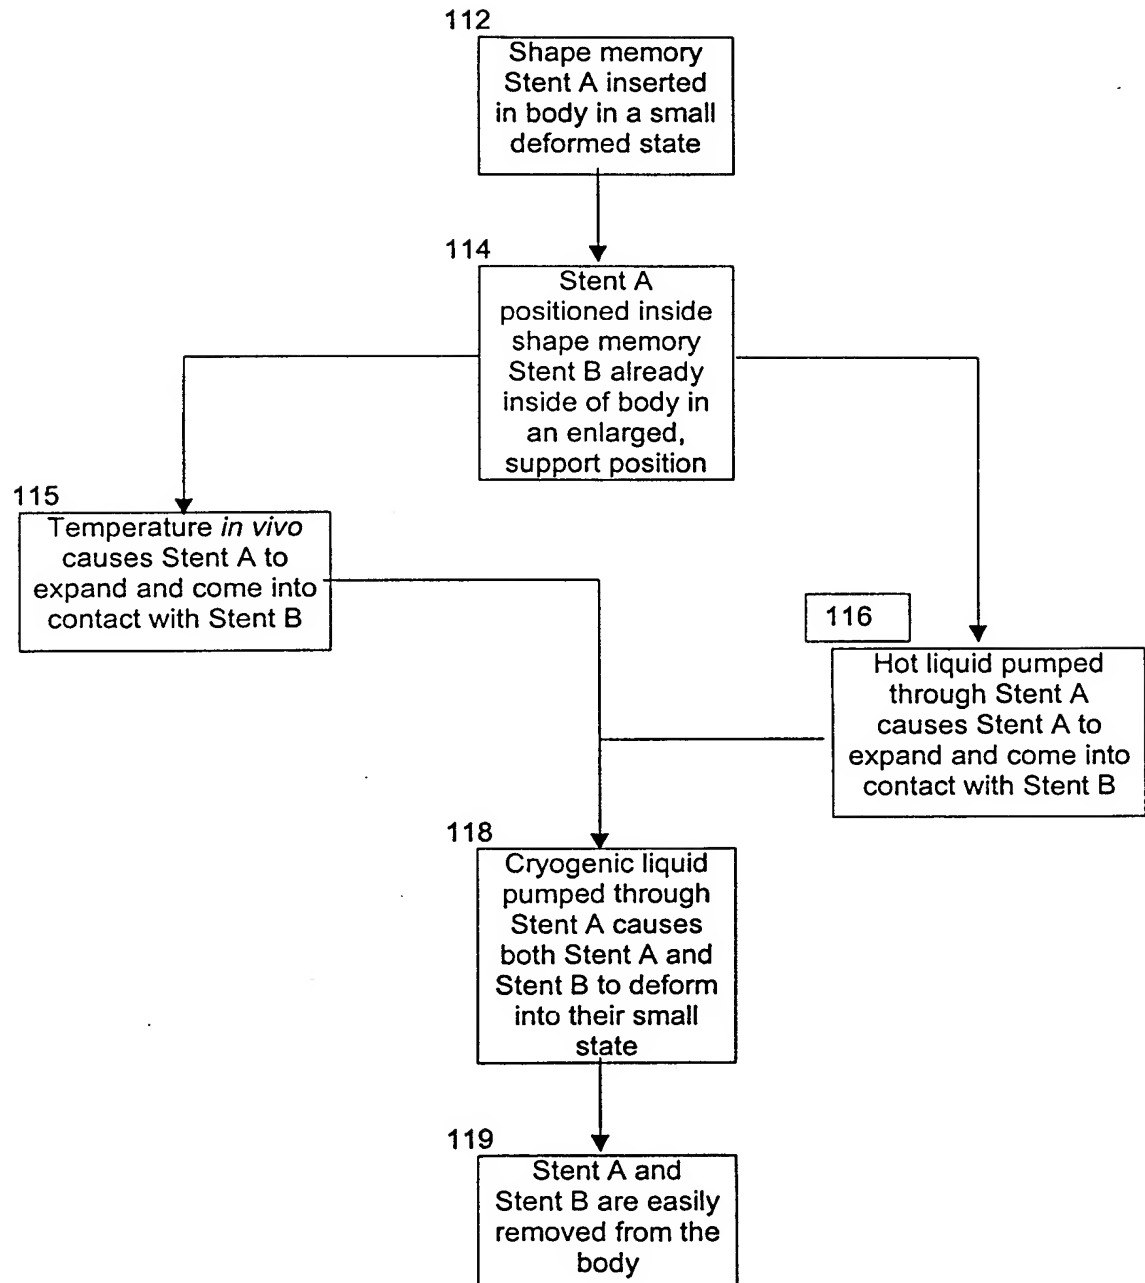 112
Shape memory
Stent A inserted
in body in a small
deformed state
114
Stent A
positioned inside
shape memory
Stent B already
inside of body in
an enlarged,
support position
115
Temperature in vivo
causes Stent A to
expand and come into
contact with Stent B
116
Hot liquid pumped
through Stent A
causes Stent A to
expand and come into
contact with Stent B
118
Cryogenic liquid
pumped through
Stent A causes
both Stent A and
Stent B to deform
into their small
state
119
Stent A and
Stent B are easily
removed from the
body